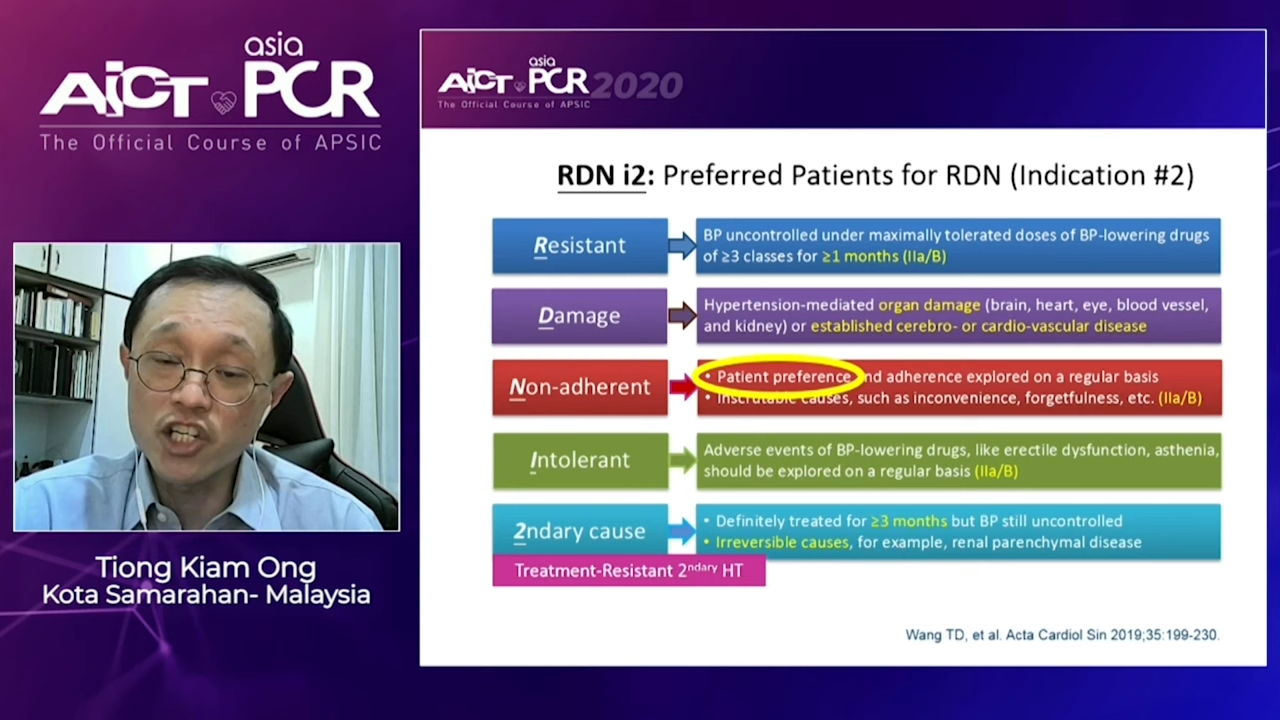 asia
AICT PCR
The Official Course of APSIC
asia
AICT PCR 2020
The Official Course of APSIC
RDN i2: Preferred Patients for RDN (Indication #2)
Resistant
BP uncontrolled under maximally tolerated doses of BP-lowering drugs
of ≥3 classes for ≥1 months (IIa/B)
Damage
Hypertension-mediated organ damage (brain, heart, eye, blood vessel,
and kidney) or established cerebro- or cardio-vascular disease
Non-adherent
• Patient preference and adherence explored on a regular basis
• Inscrutable causes, such as inconvenience, forgetfulness, etc. (IIa/B)
Intolerant
Adverse events of BP-lowering drugs, like erectile dysfunction, asthenia,
should be explored on a regular basis (IIa/B)
2ndary cause
• Definitely treated for ≥3 months but BP still uncontrolled
• Irreversible causes, for example, renal parenchymal disease
Treatment-Resistant 2ndary HT
Wang TD, et al. Acta Cardiol Sin 2019;35:199-230.
Tiong Kiam Ong
Kota Samarahan- Malaysia